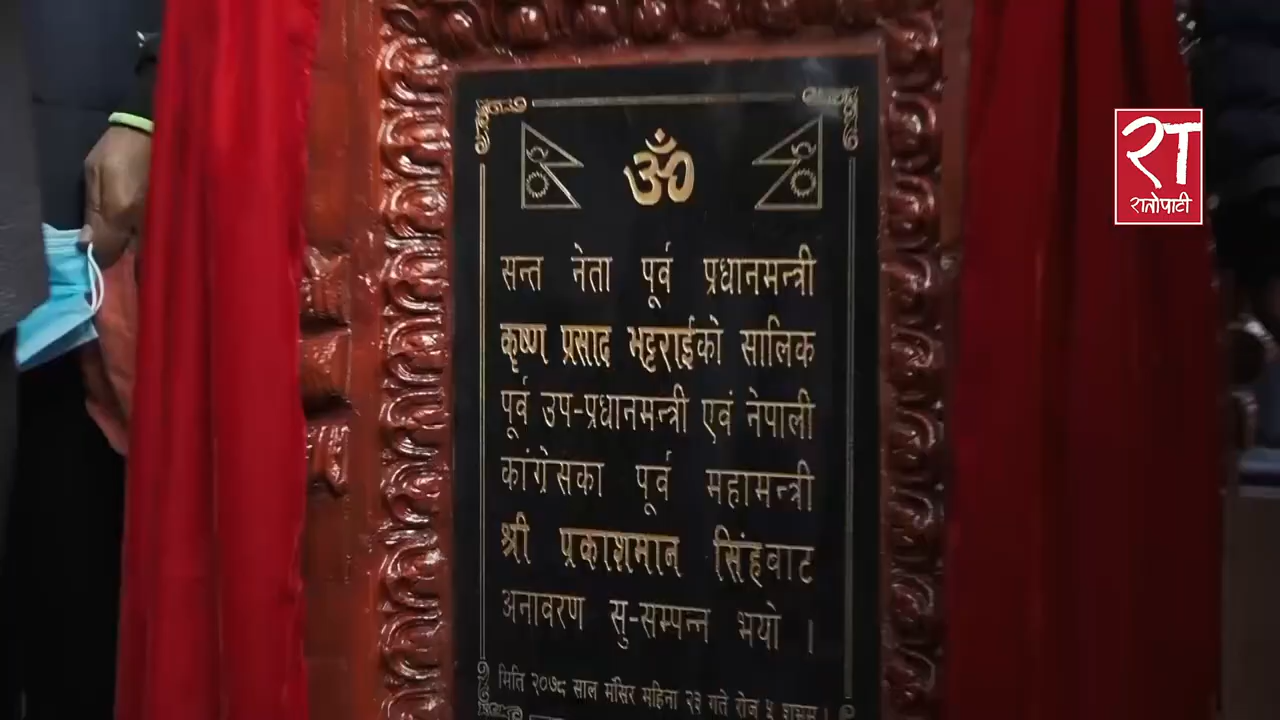 ॐ
सन्त नेता पूर्व प्रधानमन्त्री
कृष्ण प्रसाद भट्टराईको सालिक
पूर्व उप-प्रधानमन्त्री एवं नेपाली
कांग्रेसका पूर्व महामन्त्री
श्री प्रकाशमान सिंहवाट
अनावरण सु-सम्पन्न भयो ।
मिति २०७८ साल मंसिर महिना २३ गते रोज ५ शुभम् ।
रा
रातोपाटी